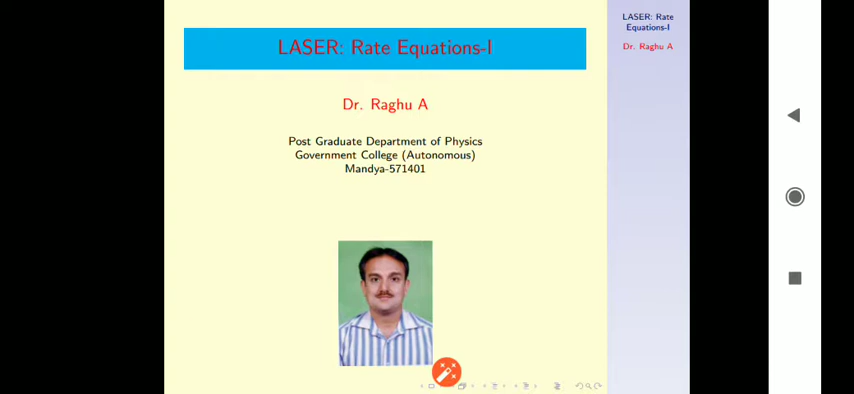 LASER: Rate Equations-I
Dr. Raghu A
Post Graduate Department of Physics
Government College (Autonomous)
Mandya-571401
LASER: Rate
Equations-I
Dr. Raghu A